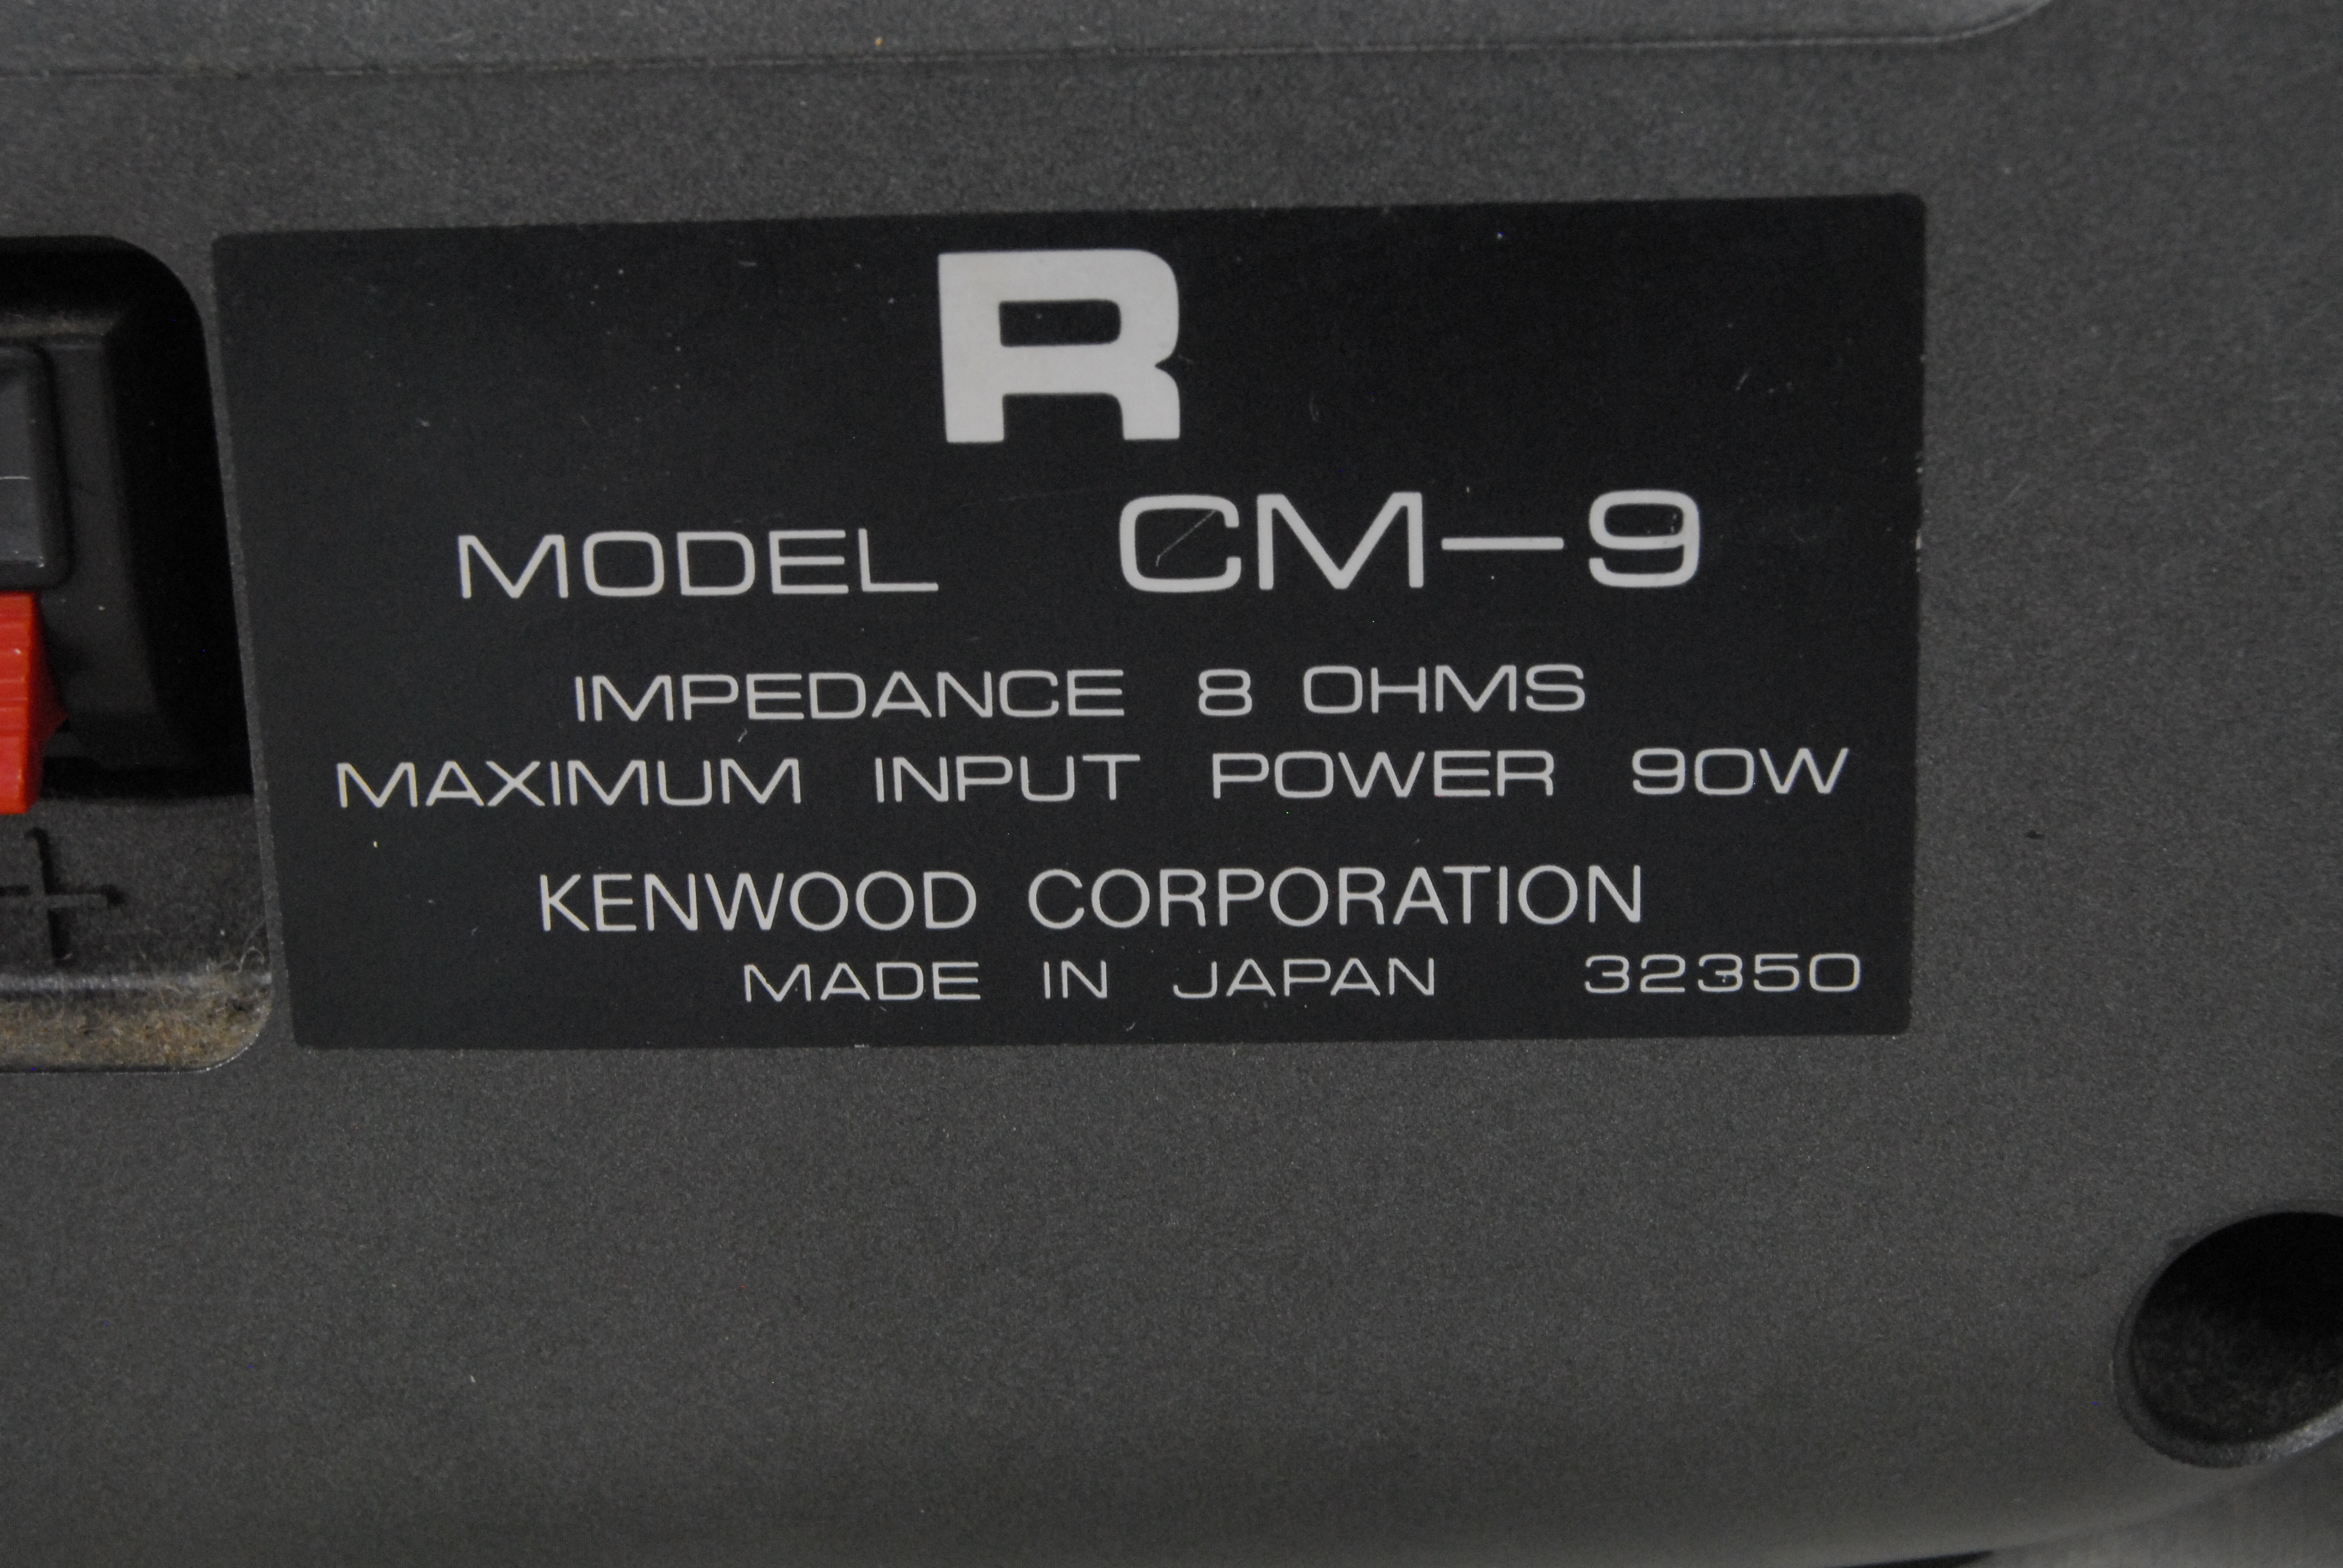 R
MODEL CM-9
IMPEDANCE 8 OHMS
MAXIMUM INPUT POWER 90W
KENWOOD CORPORATION
MADE IN JAPAN 32350
+